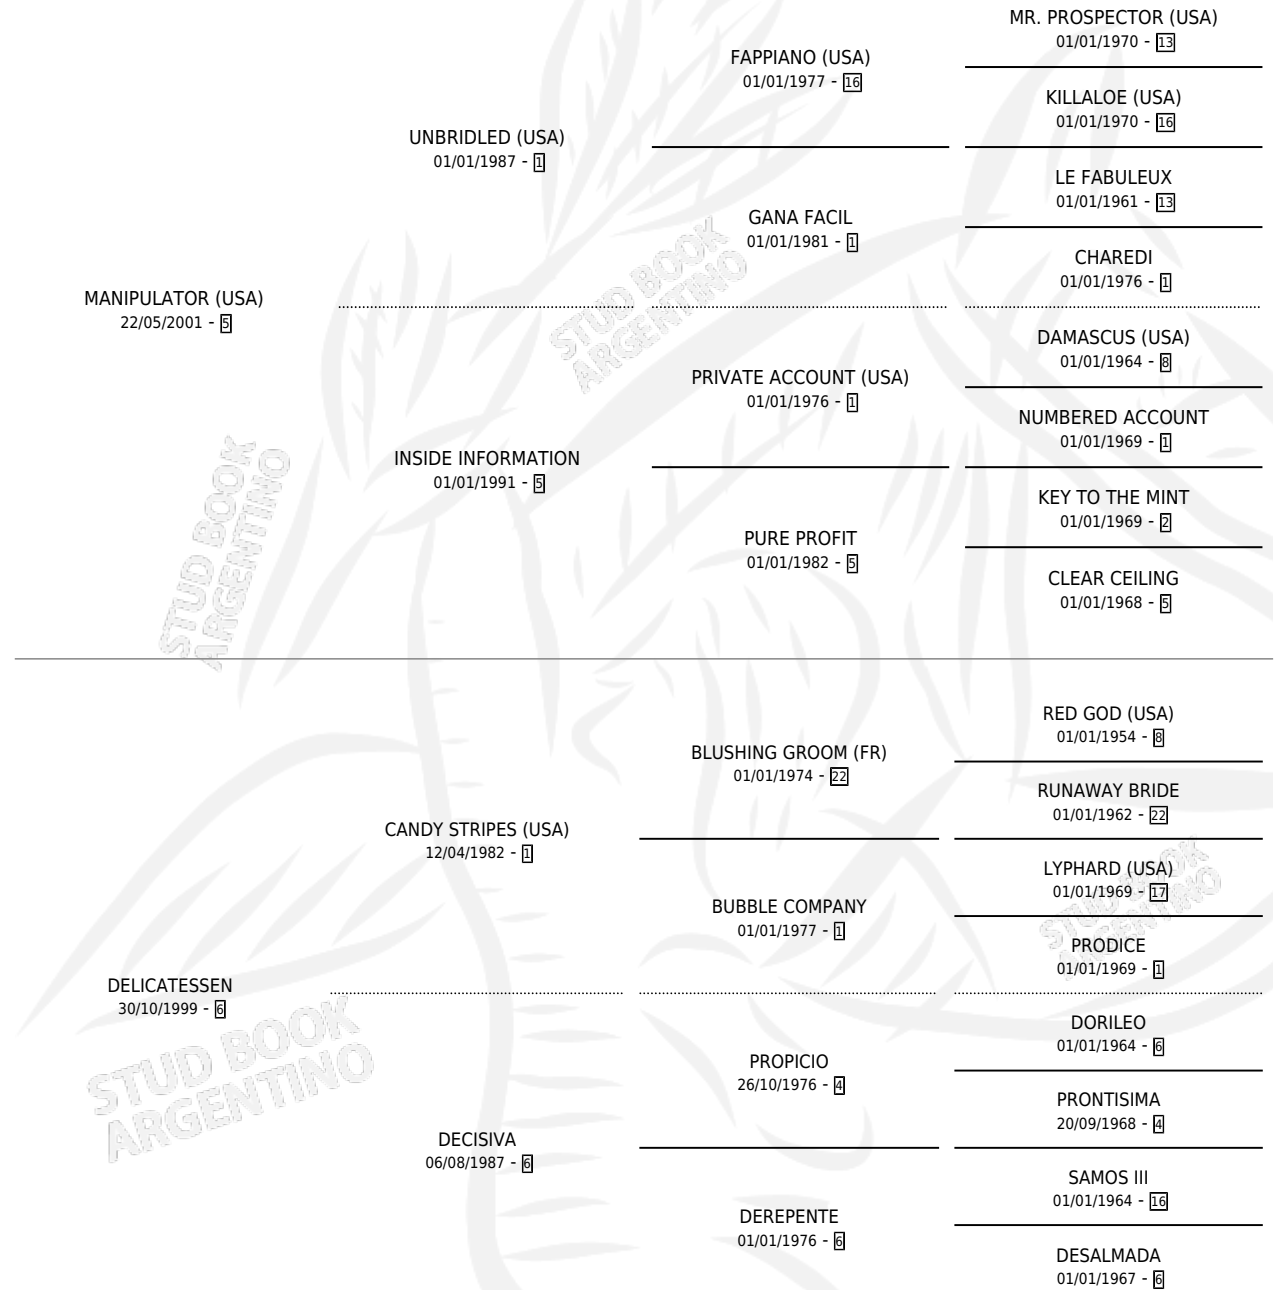 MR. PROSPECTOR (USA)
01/01/1970 - 13
FAPPIANO (USA)
01/01/1977 - 16
KILLALOE (USA)
01/01/1970 - 16
UNBRIDLED (USA)
01/01/1987 - 1
LE FABULEUX
01/01/1961 - 13
GANA FACIL
01/01/1981 - 1
CHAREDI
01/01/1976 - 1
MANIPULATOR (USA)
22/05/2001 - 5
DAMASCUS (USA)
01/01/1964 - 8
PRIVATE ACCOUNT (USA)
01/01/1976 - 1
NUMBERED ACCOUNT
01/01/1969 - 1
INSIDE INFORMATION
01/01/1991 - 5
KEY TO THE MINT
01/01/1969 - 2
PURE PROFIT
01/01/1982 - 5
CLEAR CEILING
01/01/1968 - 5
RED GOD (USA)
01/01/1954 - 8
BLUSHING GROOM (FR)
01/01/1974 - 22
RUNAWAY BRIDE
01/01/1962 - 22
CANDY STRIPES (USA)
12/04/1982 - 1
LYPHARD (USA)
01/01/1969 - 17
BUBBLE COMPANY
01/01/1977 - 1
PRODICE
01/01/1969 - 1
DELICATESSEN
30/10/1999 - 6
DORILEO
01/01/1964 - 6
PROPICIO
26/10/1976 - 4
PRONTISIMA
20/09/1968 - 4
DECISIVA
06/08/1987 - 6
SAMOS III
01/01/1964 - 16
DEREPENTE
01/01/1976 - 6
DESALMADA
01/01/1967 - 6
STUD BOOK
ARGENTINO
STUD BOOK
ARGENTINO
STUD BOOK
ARGENTINO
STUD BOOK
ARGENTINO